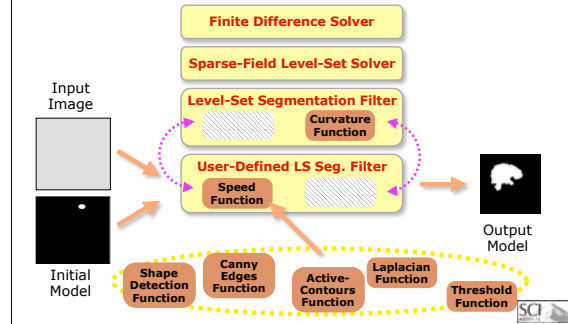 Finite Difference Solver
Sparse-Field Level-Set Solver
Input
Image
Level-Set Segmentation Filter
Curvature
Function
User-Defined LS Seg. Filter
Speed
Function
Output
Model
Initial
Model
Shape
Detection
Function
Canny
Edges
Function
Active-
Contours
Function
Laplacian
Function
Threshold
Function
SCI